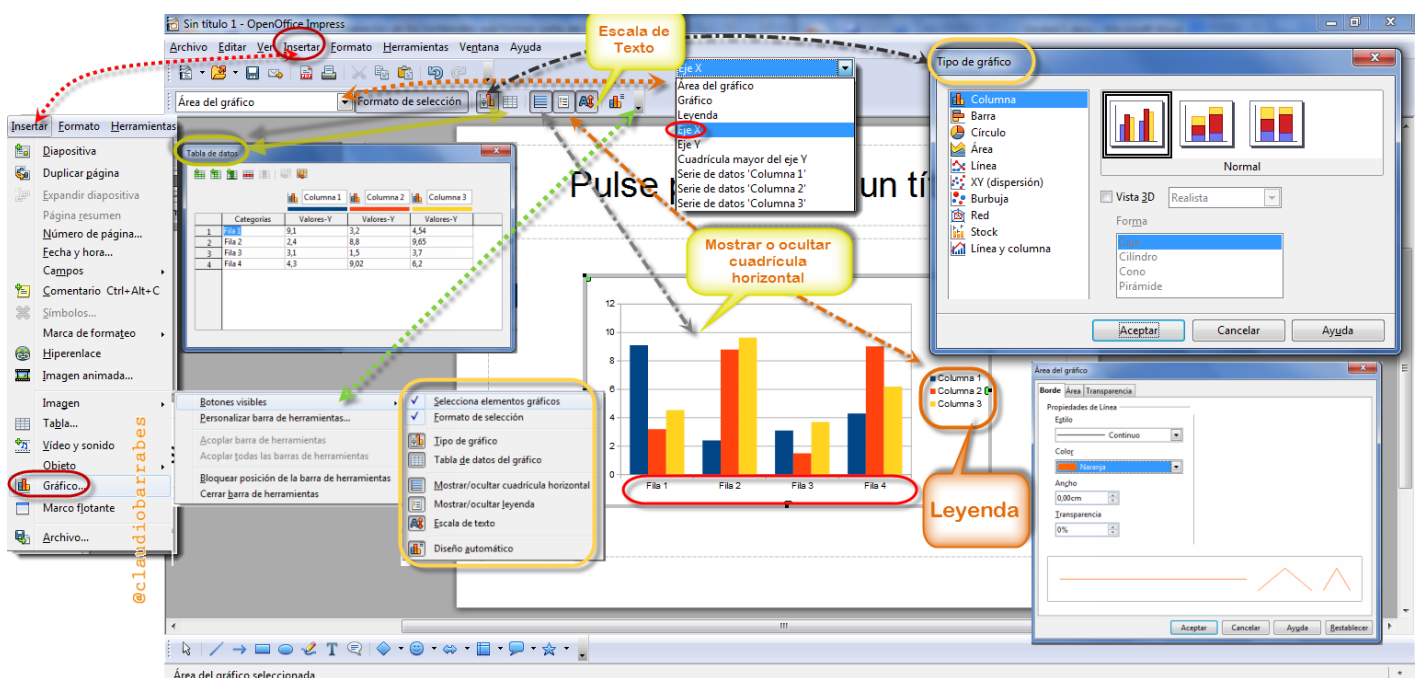 Sin título 1 - OpenOffice Impress
Archivo Editar Ver Insertar Formato Herramientas Ventana Ayuda
Escala de
Texto
Área del gráfico
Formato de selección
Eje X
Área del gráfico
Gráfico
Leyenda
Eje X
Eje Y
Cuadrícula mayor del eje Y
Serie de datos 'Columna 1'
Serie de datos 'Columna 2'
Serie de datos 'Columna 3'
Tipo de gráfico
Columna
Barra
Círculo
Área
Línea
XY (dispersión)
Burbuja
Red
Stock
Línea y columna
Normal
Vista 3D Realista
Forma
Cilíndro
Cono
Pirámide
Aceptar Cancelar Ayuda
Insertar Formato Herramientas
Diapositiva
Duplicar página
Expandir diapositiva
Página resumen
Número de página...
Fecha y hora...
Campos
Comentario Ctrl+Alt+C
Símbolos...
Marca de formateo
Hiperenlace
Imagen animada...
Imagen
Tabla...
Vídeo y sonido
Objeto
Gráfico...
Marco flotante
Archivo...
@claudiobarrabes
Tabla de datos
Columna 1 Columna 2 Columna 3
Categorías Valores-Y Valores-Y Valores-Y
1 Fila 1 9,1 3,2 4,54
2 Fila 2 2,4 8,8 9,65
3 Fila 3 3,1 1,5 3,7
4 Fila 4 4,3 9,02 6,2
Pulse p un tí
Mostrar o ocultar
cuadrícula
horizontal
12
10
8
6
4
2
0
Fila 1 Fila 2 Fila 3 Fila 4
Columna 1
Columna 2
Columna 3
Leyenda
Botones visibles
Personalizar barra de herramientas...
Acoplar barra de herramientas
Acoplar todas las barras de herramientas
Bloquear posición de la barra de herramientas
Cerrar barra de herramientas
Selecciona elementos gráficos
Formato de selección
Tipo de gráfico
Tabla de datos del gráfico
Mostrar/ocultar cuadrícula horizontal
Mostrar/ocultar leyenda
Escala de texto
Diseño automático
Área del gráfico
Borde Área Transparencia
Propiedades de Línea
Estilo
Continuo
Color
Naranja
Ancho
0,00cm
Transparencia
0%
Aceptar Cancelar Ayuda Restablecer
Área del gráfico seleccionada